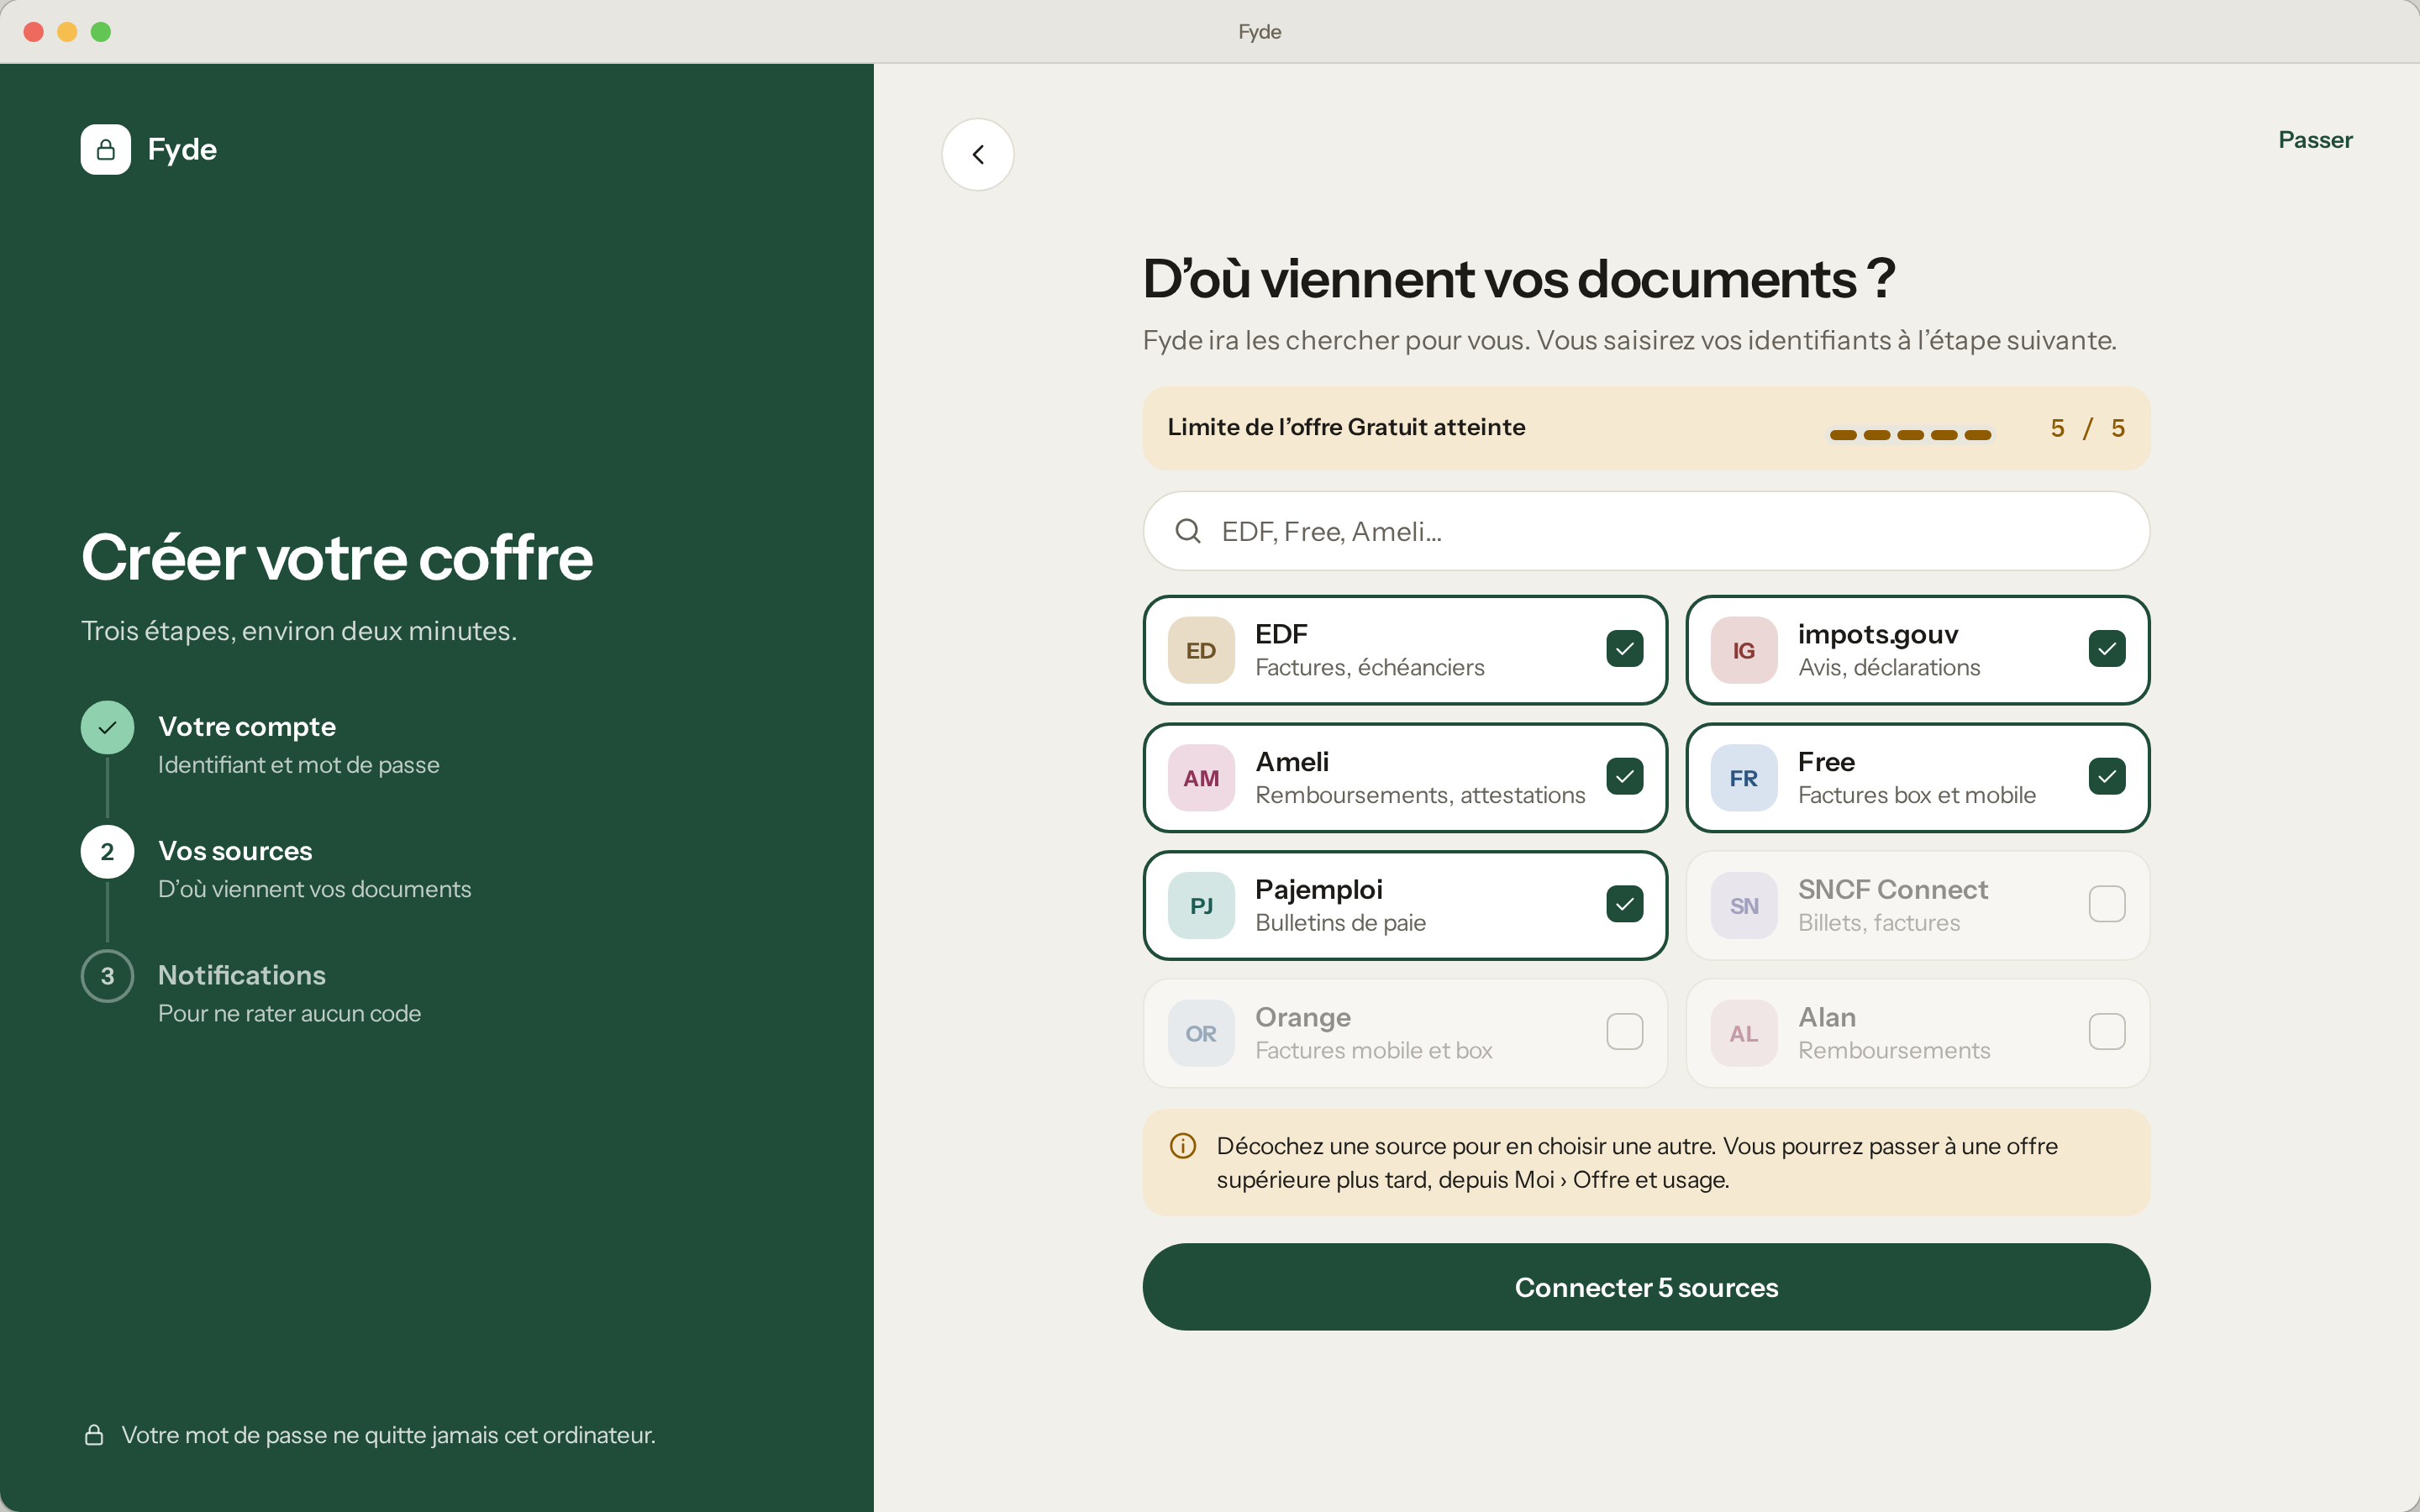 Fyde
Fyde
Créer votre coffre
Trois étapes, environ deux minutes.
Votre compte
Identifiant et mot de passe
2
Vos sources
D’où viennent vos documents
3
Notifications
Pour ne rater aucun code
Votre mot de passe ne quitte jamais cet ordinateur.
Passer
D’où viennent vos documents ?
Fyde ira les chercher pour vous. Vous saisirez vos identifiants à l’étape suivante.
Limite de l’offre Gratuit atteinte
5 / 5
EDF, Free, Ameli...
ED
EDF
Factures, échéanciers
IG
impots.gouv
Avis, déclarations
AM
Ameli
Remboursements, attestations
FR
Free
Factures box et mobile
PJ
Pajemploi
Bulletins de paie
SN
SNCF Connect
Billets, factures
OR
Orange
Factures mobile et box
AL
Alan
Remboursements
Décochez une source pour en choisir une autre. Vous pourrez passer à une offre
supérieure plus tard, depuis Moi › Offre et usage.
Connecter 5 sources